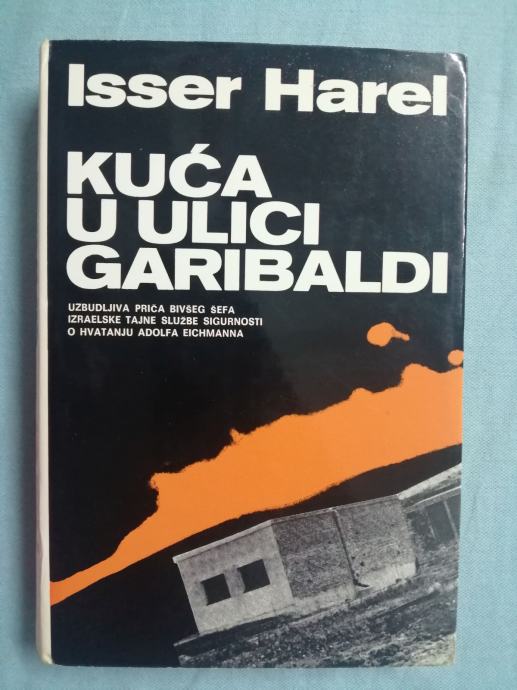 Isser Harel
KUĆA
U ULICI
GARIBALDI
UZBUDLJIVA PRIČA BIVŠEG ŠEFA
IZRAELSKE TAJNE SLUŽBE SIGURNOSTI
O HVATANJU ADOLFA EICHMANNA